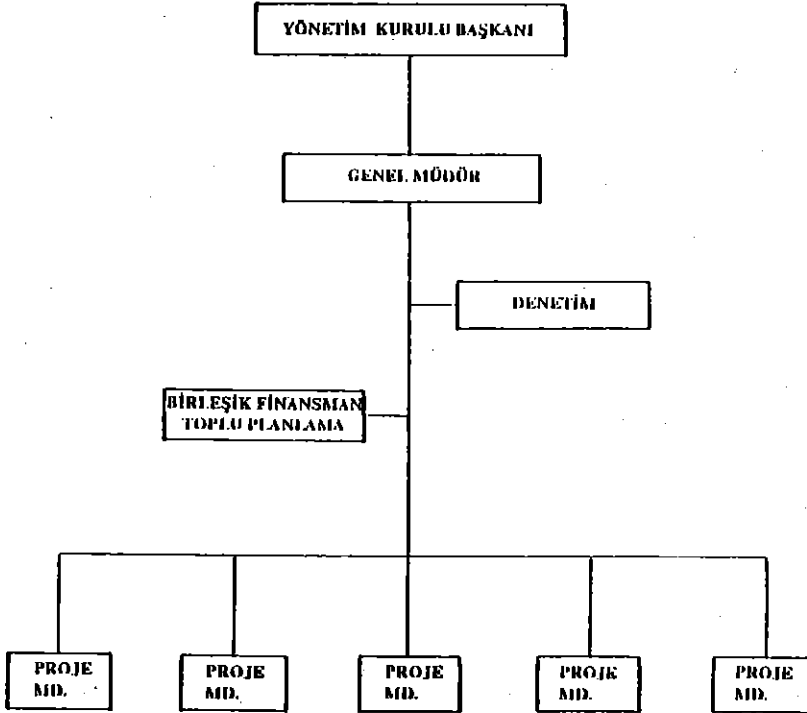 YÖNETİM KURULU BAŞKANI
GENEL MÜDÜR
DENETİM
BİRLEŞİK FİNANSMAN
TOPLU PLANLAMA
PROJE
MD.
PROJE
MD.
PROJE
MD.
PROJE
MD.
PROJE
MD.